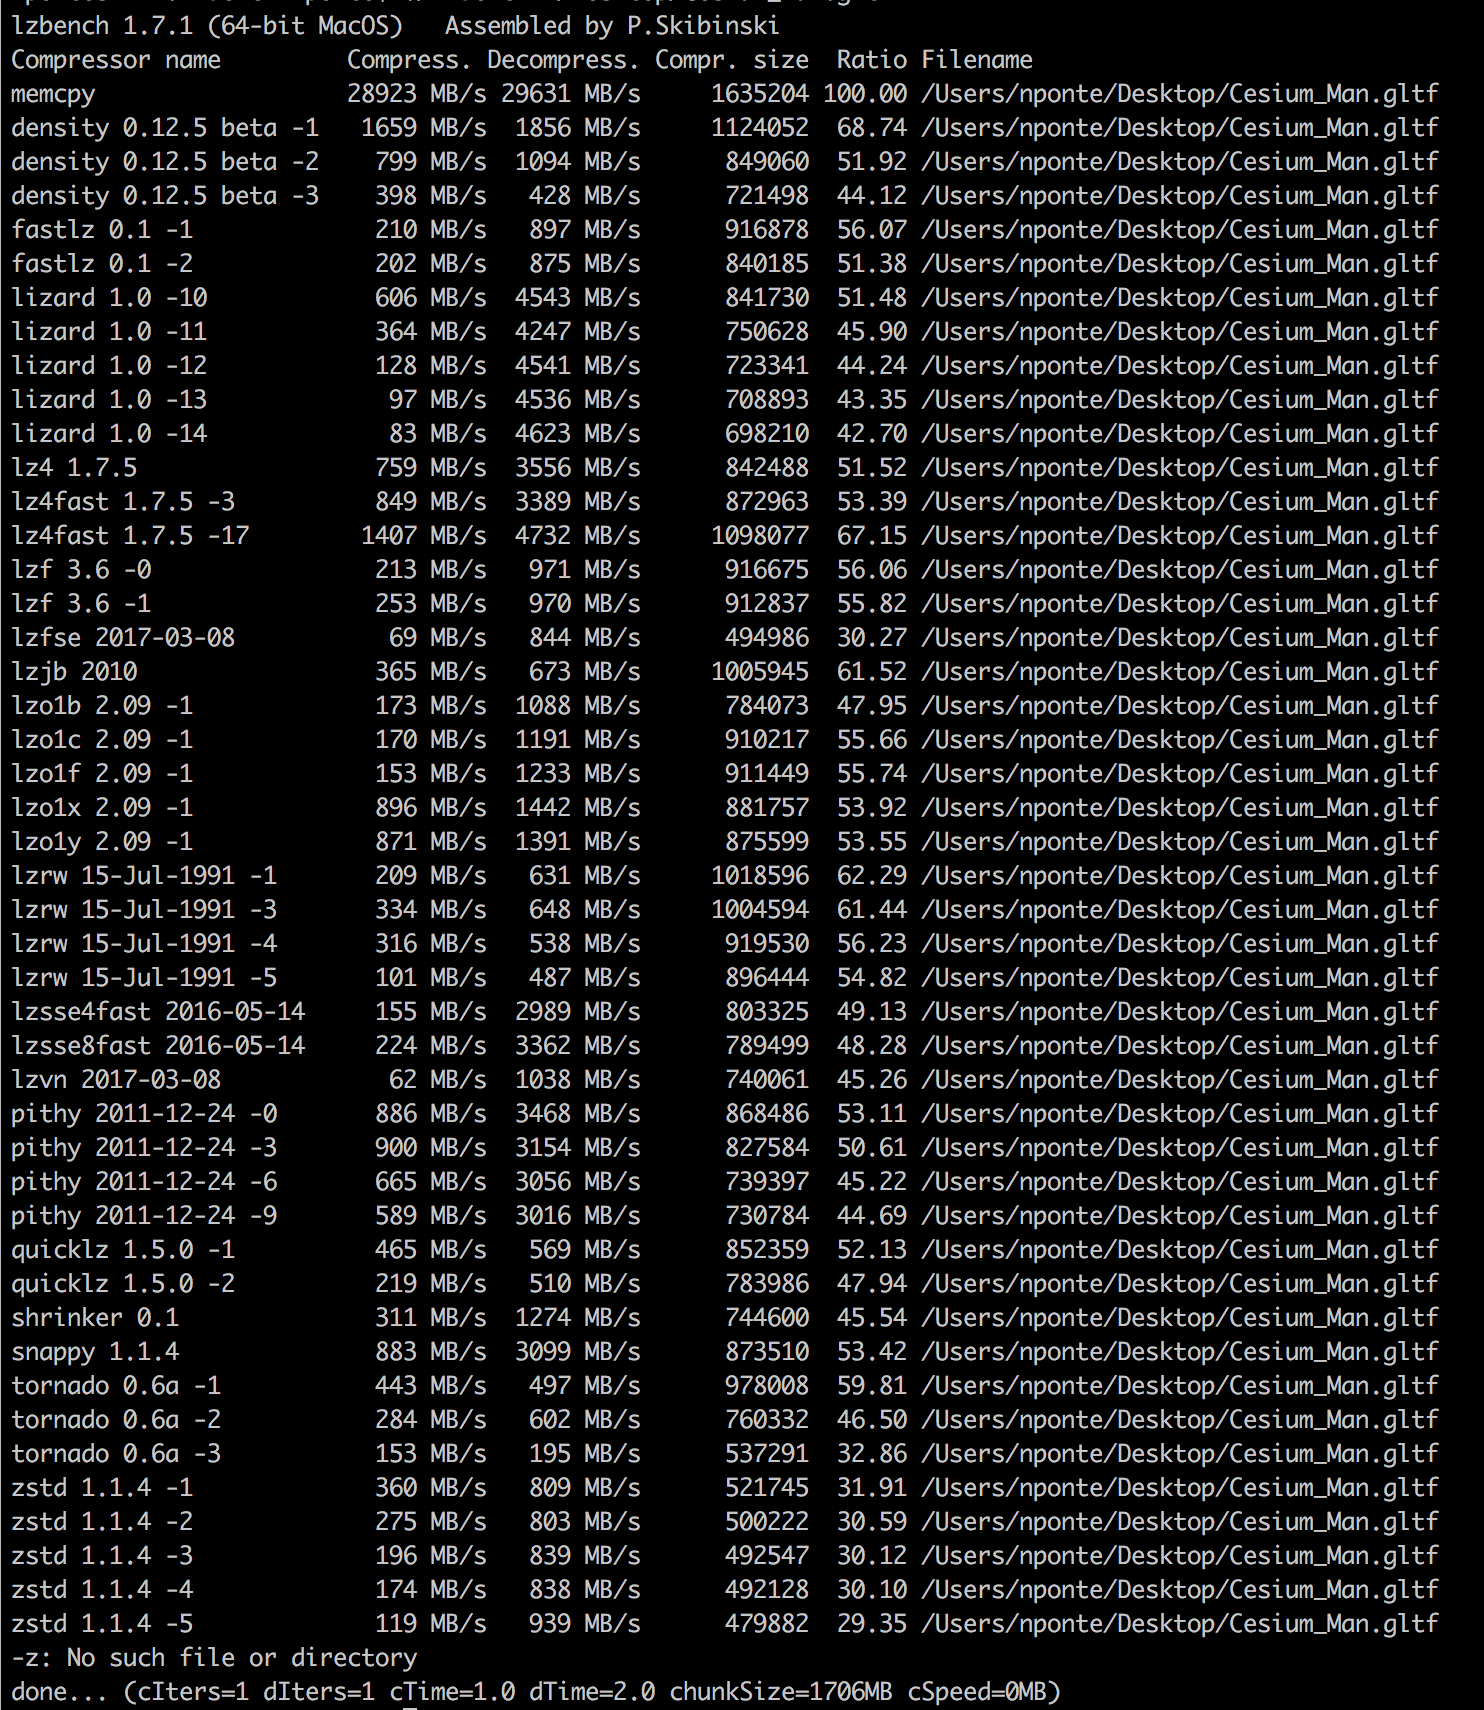 lzbench 1.7.1 (64-bit MacOS)   Assembled by P.Skibinski
Compressor name         Compress. Decompress. Compr. size  Ratio Filename
memcpy                  28923 MB/s 29631 MB/s     1635204 100.00 /Users/nponte/Desktop/Cesium_Man.gltf
density 0.12.5 beta -1   1659 MB/s  1856 MB/s     1124052  68.74 /Users/nponte/Desktop/Cesium_Man.gltf
density 0.12.5 beta -2    799 MB/s  1094 MB/s      849060  51.92 /Users/nponte/Desktop/Cesium_Man.gltf
density 0.12.5 beta -3    398 MB/s   428 MB/s      721498  44.12 /Users/nponte/Desktop/Cesium_Man.gltf
fastlz 0.1 -1             210 MB/s   897 MB/s      916878  56.07 /Users/nponte/Desktop/Cesium_Man.gltf
fastlz 0.1 -2             202 MB/s   875 MB/s      840185  51.38 /Users/nponte/Desktop/Cesium_Man.gltf
lizard 1.0 -10            606 MB/s  4543 MB/s      841730  51.48 /Users/nponte/Desktop/Cesium_Man.gltf
lizard 1.0 -11            364 MB/s  4247 MB/s      750628  45.90 /Users/nponte/Desktop/Cesium_Man.gltf
lizard 1.0 -12            128 MB/s  4541 MB/s      723341  44.24 /Users/nponte/Desktop/Cesium_Man.gltf
lizard 1.0 -13             97 MB/s  4536 MB/s      708893  43.35 /Users/nponte/Desktop/Cesium_Man.gltf
lizard 1.0 -14             83 MB/s  4623 MB/s      698210  42.70 /Users/nponte/Desktop/Cesium_Man.gltf
lz4 1.7.5                 759 MB/s  3556 MB/s      842488  51.52 /Users/nponte/Desktop/Cesium_Man.gltf
lz4fast 1.7.5 -3          849 MB/s  3389 MB/s      872963  53.39 /Users/nponte/Desktop/Cesium_Man.gltf
lz4fast 1.7.5 -17        1407 MB/s  4732 MB/s     1098077  67.15 /Users/nponte/Desktop/Cesium_Man.gltf
lzf 3.6 -0                213 MB/s   971 MB/s      916675  56.06 /Users/nponte/Desktop/Cesium_Man.gltf
lzf 3.6 -1                253 MB/s   970 MB/s      912837  55.82 /Users/nponte/Desktop/Cesium_Man.gltf
lzfse 2017-03-08           69 MB/s   844 MB/s      494986  30.27 /Users/nponte/Desktop/Cesium_Man.gltf
lzjb 2010                 365 MB/s   673 MB/s     1005945  61.52 /Users/nponte/Desktop/Cesium_Man.gltf
lzo1b 2.09 -1             173 MB/s  1088 MB/s      784073  47.95 /Users/nponte/Desktop/Cesium_Man.gltf
lzo1c 2.09 -1             170 MB/s  1191 MB/s      910217  55.66 /Users/nponte/Desktop/Cesium_Man.gltf
lzo1f 2.09 -1             153 MB/s  1233 MB/s      911449  55.74 /Users/nponte/Desktop/Cesium_Man.gltf
lzo1x 2.09 -1             896 MB/s  1442 MB/s      881757  53.92 /Users/nponte/Desktop/Cesium_Man.gltf
lzo1y 2.09 -1             871 MB/s  1391 MB/s      875599  53.55 /Users/nponte/Desktop/Cesium_Man.gltf
lzrw 15-Jul-1991 -1       209 MB/s   631 MB/s     1018596  62.29 /Users/nponte/Desktop/Cesium_Man.gltf
lzrw 15-Jul-1991 -3       334 MB/s   648 MB/s     1004594  61.44 /Users/nponte/Desktop/Cesium_Man.gltf
lzrw 15-Jul-1991 -4       316 MB/s   538 MB/s      919530  56.23 /Users/nponte/Desktop/Cesium_Man.gltf
lzrw 15-Jul-1991 -5       101 MB/s   487 MB/s      896444  54.82 /Users/nponte/Desktop/Cesium_Man.gltf
lzsse4fast 2016-05-14     155 MB/s  2989 MB/s      803325  49.13 /Users/nponte/Desktop/Cesium_Man.gltf
lzsse8fast 2016-05-14     224 MB/s  3362 MB/s      789499  48.28 /Users/nponte/Desktop/Cesium_Man.gltf
lzvn 2017-03-08            62 MB/s  1038 MB/s      740061  45.26 /Users/nponte/Desktop/Cesium_Man.gltf
pithy 2011-12-24 -0       886 MB/s  3468 MB/s      868486  53.11 /Users/nponte/Desktop/Cesium_Man.gltf
pithy 2011-12-24 -3       900 MB/s  3154 MB/s      827584  50.61 /Users/nponte/Desktop/Cesium_Man.gltf
pithy 2011-12-24 -6       665 MB/s  3056 MB/s      739397  45.22 /Users/nponte/Desktop/Cesium_Man.gltf
pithy 2011-12-24 -9       589 MB/s  3016 MB/s      730784  44.69 /Users/nponte/Desktop/Cesium_Man.gltf
quicklz 1.5.0 -1          465 MB/s   569 MB/s      852359  52.13 /Users/nponte/Desktop/Cesium_Man.gltf
quicklz 1.5.0 -2          219 MB/s   510 MB/s      783986  47.94 /Users/nponte/Desktop/Cesium_Man.gltf
shrinker 0.1              311 MB/s  1274 MB/s      744600  45.54 /Users/nponte/Desktop/Cesium_Man.gltf
snappy 1.1.4              883 MB/s  3099 MB/s      873510  53.42 /Users/nponte/Desktop/Cesium_Man.gltf
tornado 0.6a -1           443 MB/s   497 MB/s      978008  59.81 /Users/nponte/Desktop/Cesium_Man.gltf
tornado 0.6a -2           284 MB/s   602 MB/s      760332  46.50 /Users/nponte/Desktop/Cesium_Man.gltf
tornado 0.6a -3           153 MB/s   195 MB/s      537291  32.86 /Users/nponte/Desktop/Cesium_Man.gltf
zstd 1.1.4 -1             360 MB/s   809 MB/s      521745  31.91 /Users/nponte/Desktop/Cesium_Man.gltf
zstd 1.1.4 -2             275 MB/s   803 MB/s      500222  30.59 /Users/nponte/Desktop/Cesium_Man.gltf
zstd 1.1.4 -3             196 MB/s   839 MB/s      492547  30.12 /Users/nponte/Desktop/Cesium_Man.gltf
zstd 1.1.4 -4             174 MB/s   838 MB/s      492128  30.10 /Users/nponte/Desktop/Cesium_Man.gltf
zstd 1.1.4 -5             119 MB/s   939 MB/s      479882  29.35 /Users/nponte/Desktop/Cesium_Man.gltf
-z: No such file or directory
done... (cIters=1 dIters=1 cTime=1.0 dTime=2.0 chunkSize=1706MB cSpeed=0MB)